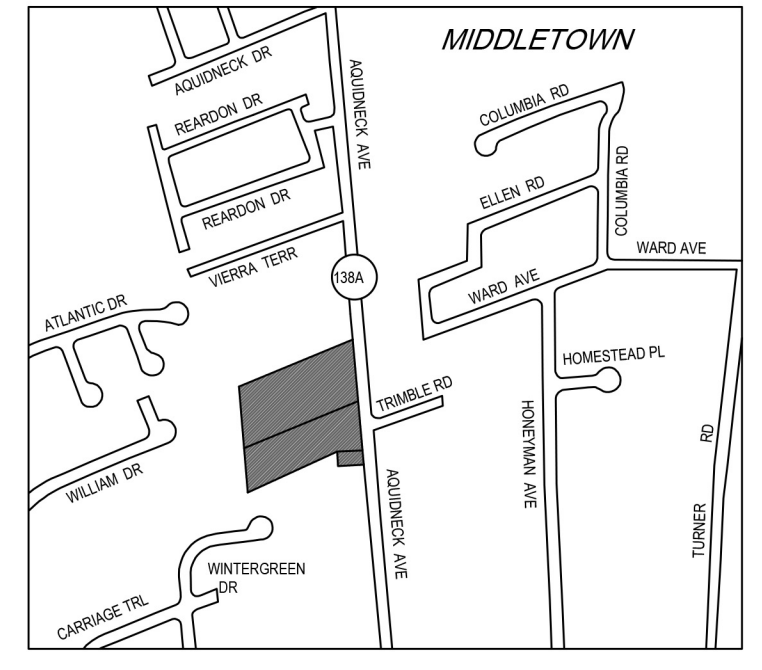 MIDDLETOWN
AQUIDNECK DR
AQUIDNECK AVE
REARDON DR
COLUMBIA RD
COLUMBIA RD
ELLEN RD
REARDON DR
WARD AVE
VIERRA TERR
138A
WARD AVE
ATLANTIC DR
HOMESTEAD PL
TRIMBLE RD
HONEYMAN AVE
TURNER RD
WILLIAM DR
AQUIDNECK AVE
WINTERGREEN
DR
CARRIAGE TRL